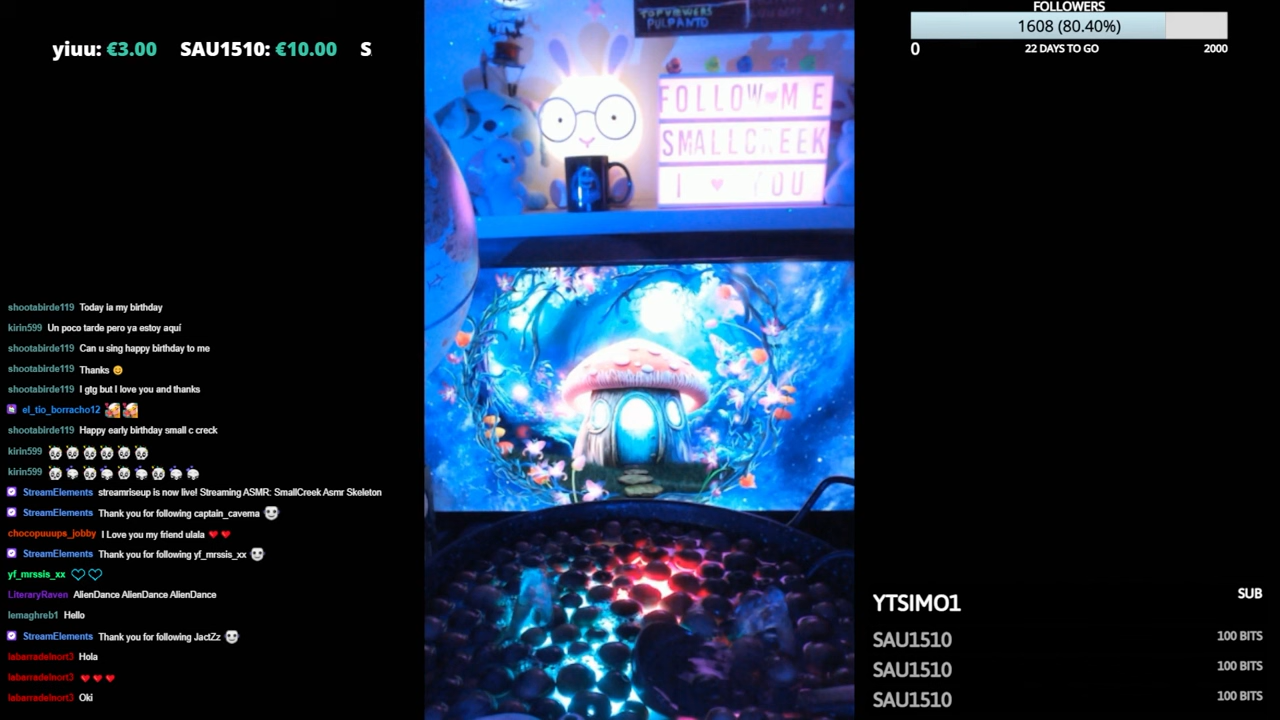 yiuu: €3.00 SAU1510: €10.00 S
TOPVIEWERS
PULPANTO
FOLLOW♥ME
SMALLCREEK
I ♥ YOU
FOLLOWERS
1608 (80.40%)
0 22 DAYS TO GO 2000
shootabirde119 Today ia my birthday
kirin599 Un poco tarde pero ya estoy aquí
shootabirde119 Can u sing happy birthday to me
shootabirde119 Thanks
shootabirde119 I gtg but I love you and thanks
el_tio_borracho12
shootabirde119 Happy early birthday small c creck
kirin599
kirin599
StreamElements streamriseup is now live! Streaming ASMR: SmallCreek Asmr Skeleton
StreamElements Thank you for following captain_cavema
chocopuuups_jobby I Love you my friend ulala
StreamElements Thank you for following yf_mrssis_xx
yf_mrssis_xx
LiteraryRaven AlienDance AlienDance AlienDance
lemaghreb1 Hello
StreamElements Thank you for following JactZz
labarradelnort3 Hola
labarradelnort3
labarradelnort3 Oki
YTSIMO1 SUB
SAU1510 100 BITS
SAU1510 100 BITS
SAU1510 100 BITS